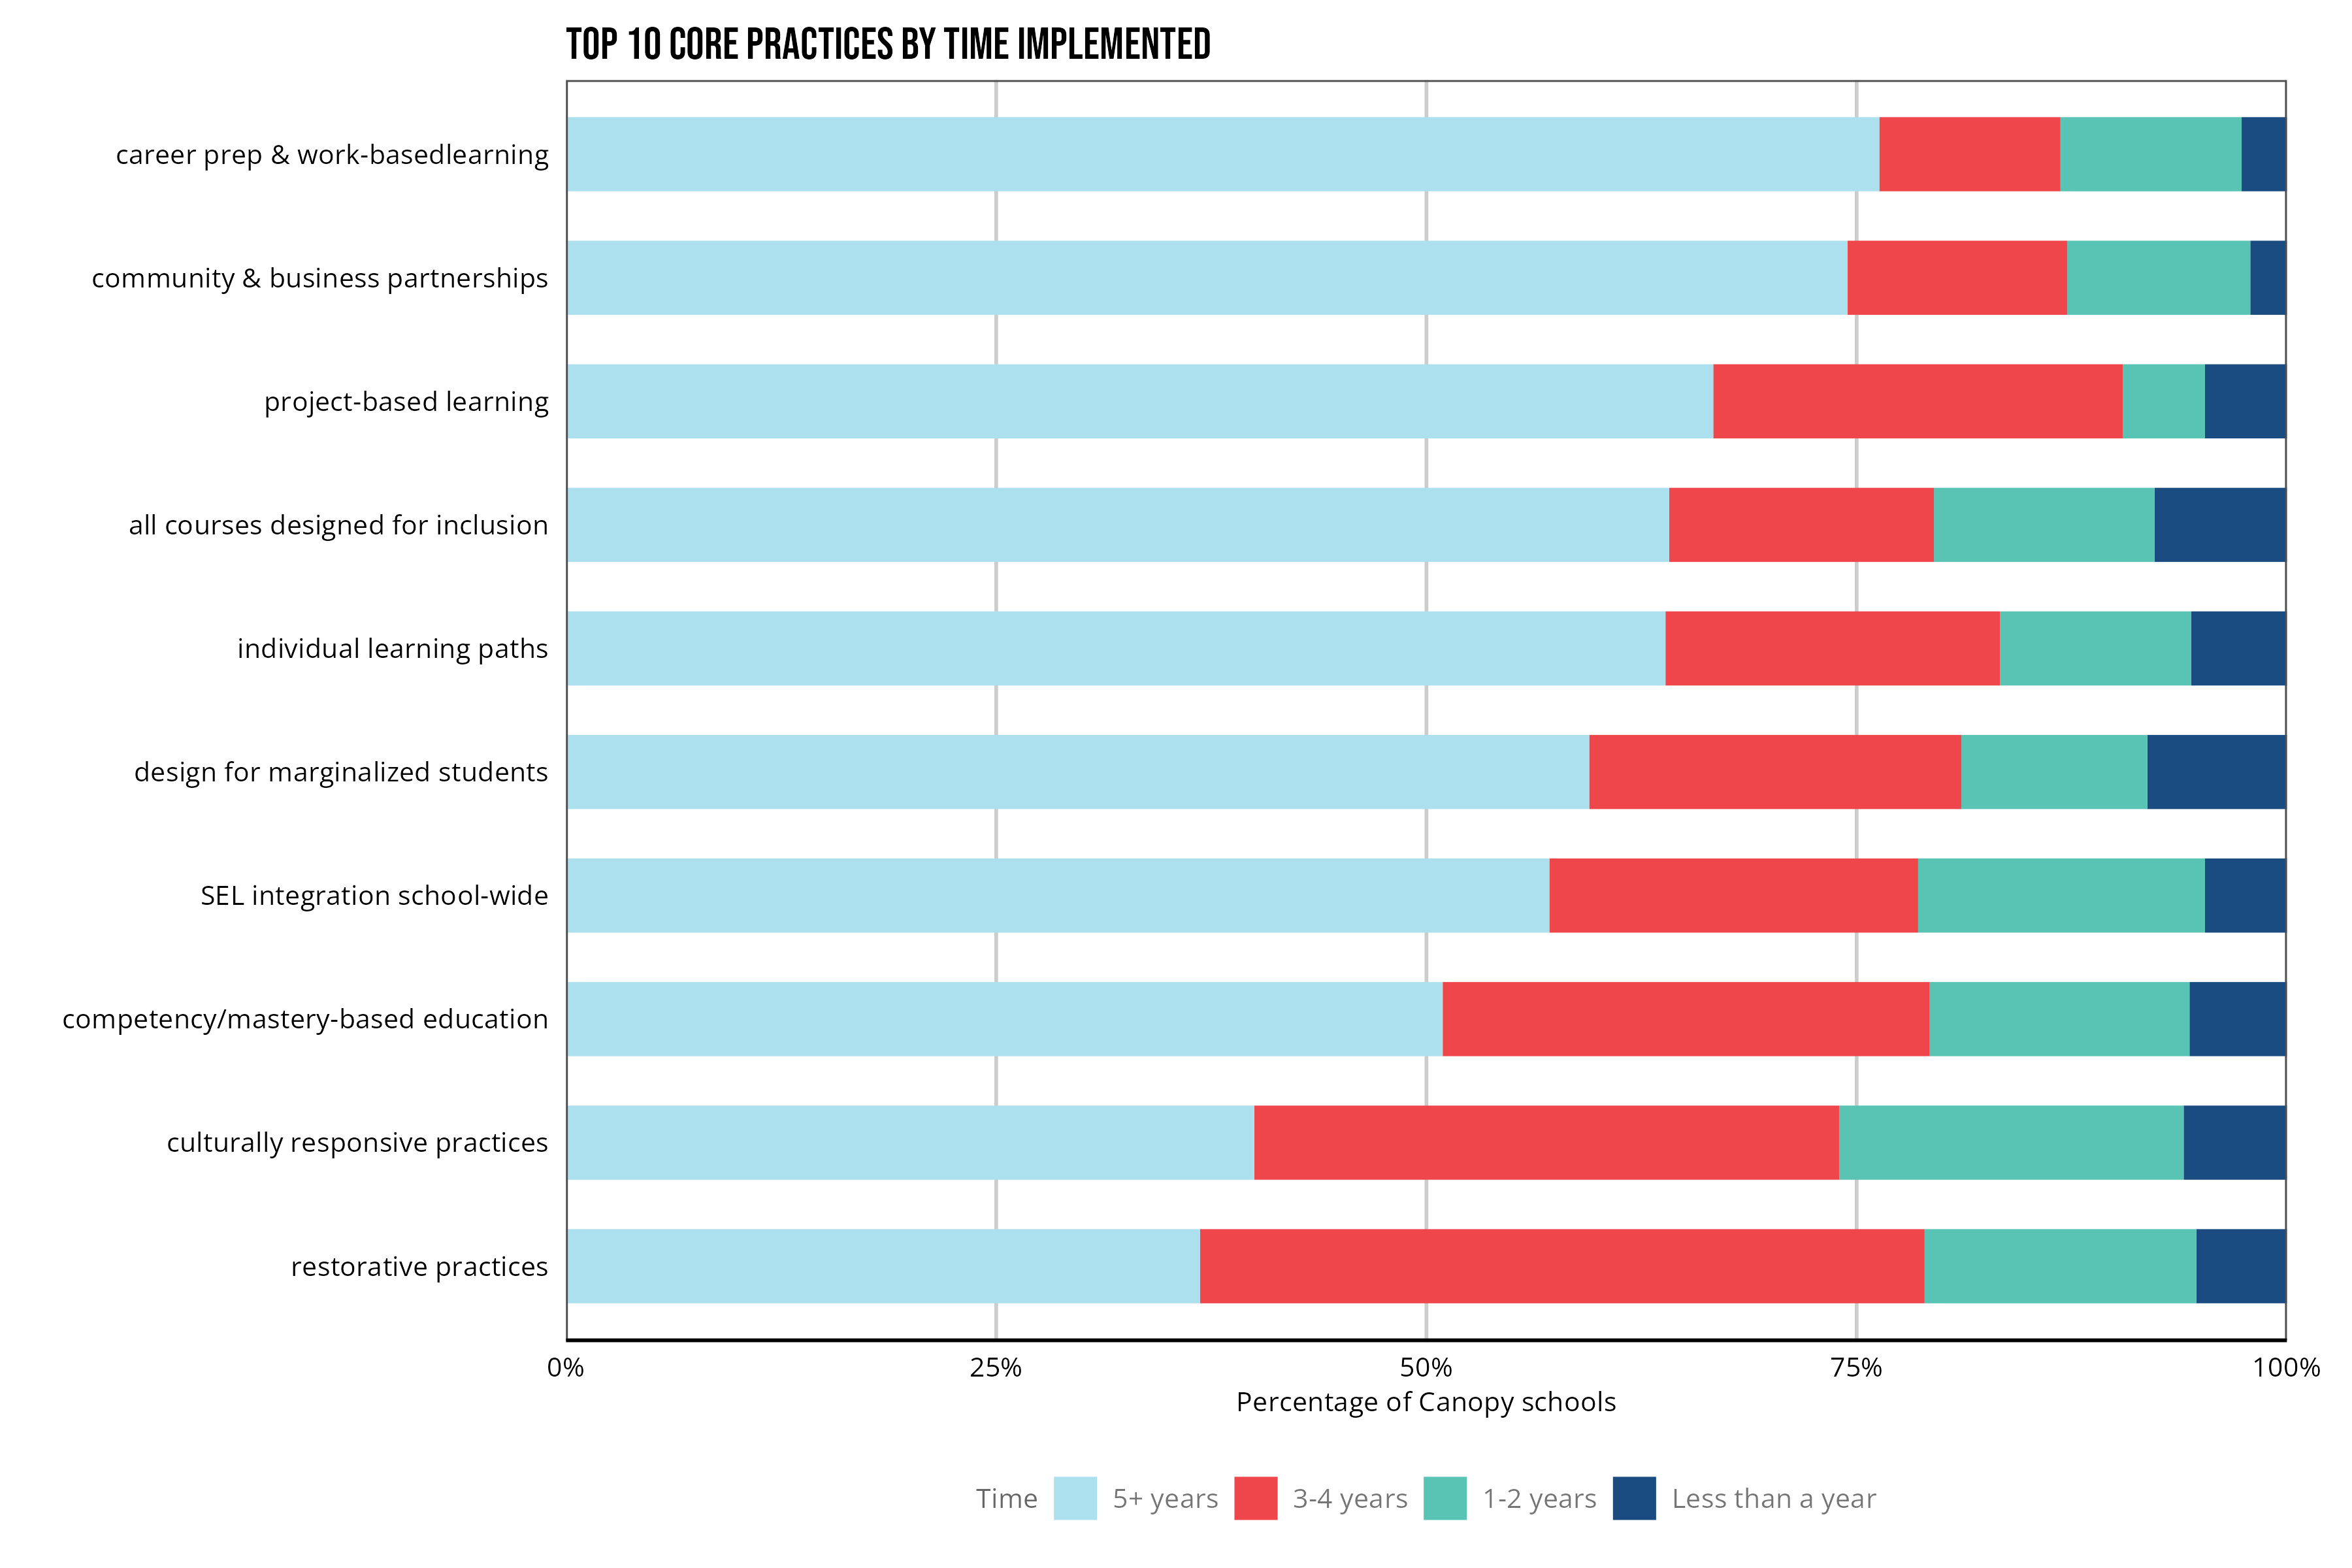 TOP 10 CORE PRACTICES BY TIME IMPLEMENTED
career prep & work-basedlearning
community & business partnerships
project-based learning
all courses designed for inclusion
individual learning paths
design for marginalized students
SEL integration school-wide
competency/mastery-based education
culturally responsive practices
restorative practices
0% 25% 50% 75% 100%
Percentage of Canopy schools
Time 5+ years 3-4 years 1-2 years Less than a year